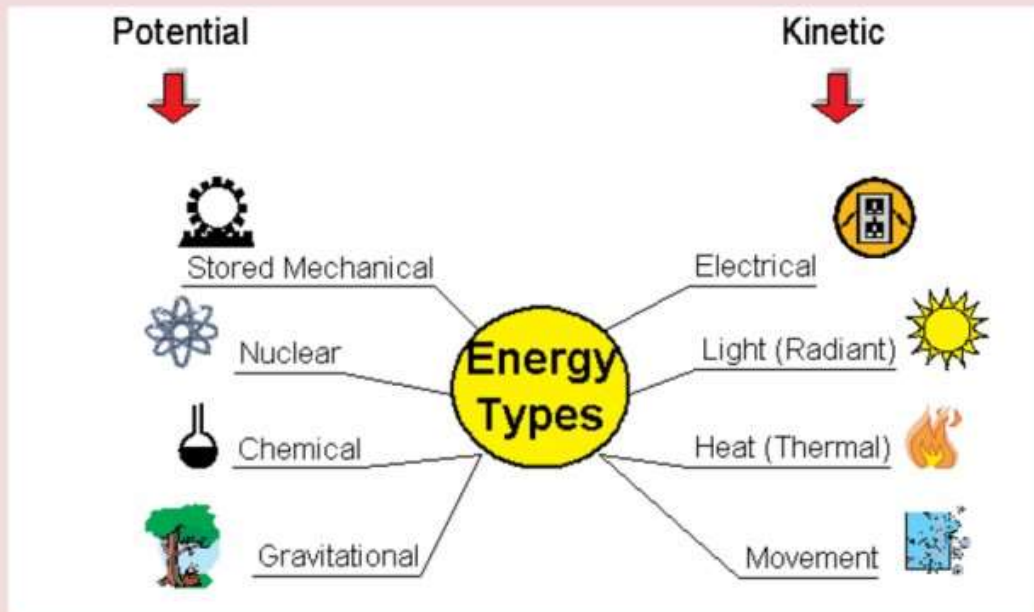 Potential
Kinetic
Stored Mechanical
Electrical
Nuclear
Energy
Types
Light (Radiant)
Chemical
Heat (Thermal)
Gravitational
Movement